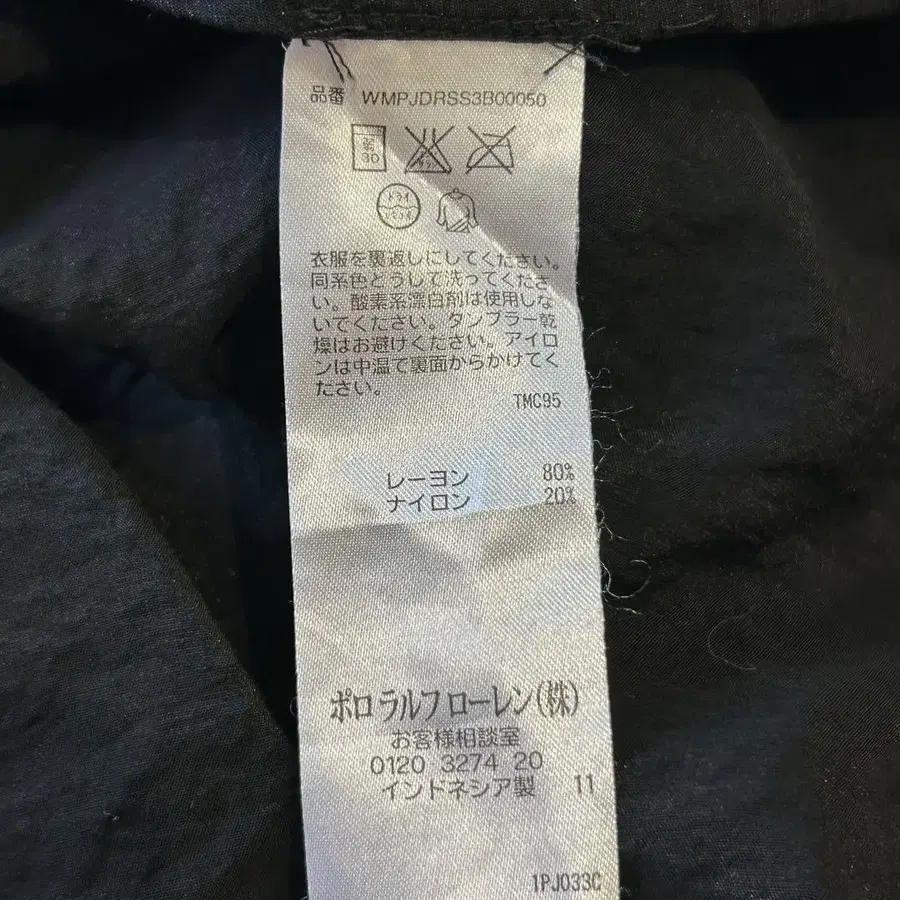 品番 WMPJDRSS3B00050
衣服を裏返しにしてください。
同系色どうして洗ってくださ
い。酸素系漂白剤は使用しな
いてください。タンブラー乾
燥はお避けください。アイロ
ンは中温で裏面からかけてく
ださい。
TMC95
レーヨン 80%
ナイロン 20%
ポロ ラルフ ローレン(株)
お客様相談室
0120 3274 20
インドネシア製 11
1PJ033C